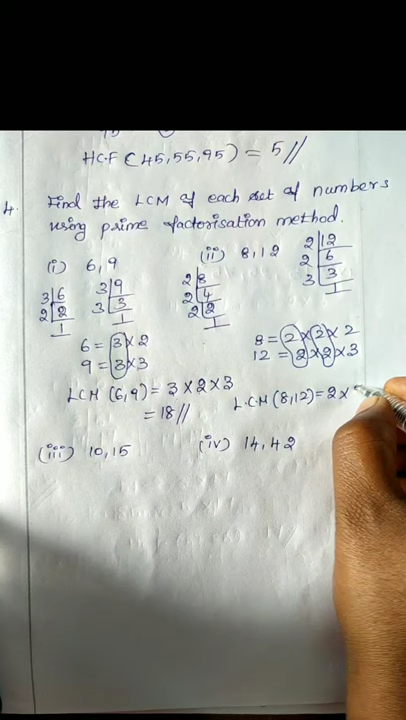 HCF (45,55,95) = 5//
4. Find the LCM of each set of numbers
using prime factorisation method.
(i) 6,9
3|6
2|2
1
3|9
3|3
1
6 = 3×2
9 = 3×3
LCM (6,9) = 3×2×3
= 18//
(ii) 8,12
2|8
2|4
2|2
1
2|12
2|6
3|3
1
8 = 2×2×2
12 = 2×2×3
L.C.M (8,12) = 2×
(iii) 10,15
(iv) 14,42